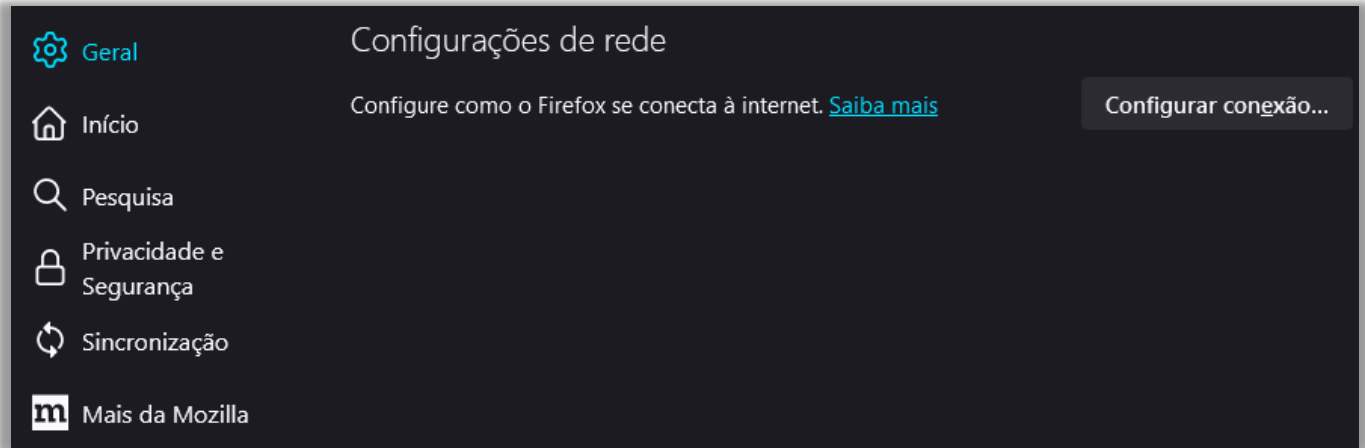 Geral
Início
Pesquisa
Privacidade e
Segurança
Sincronização
m Mais da Mozilla
Configurações de rede
Configure como o Firefox se conecta à internet. Saiba mais
Configurar conexão...